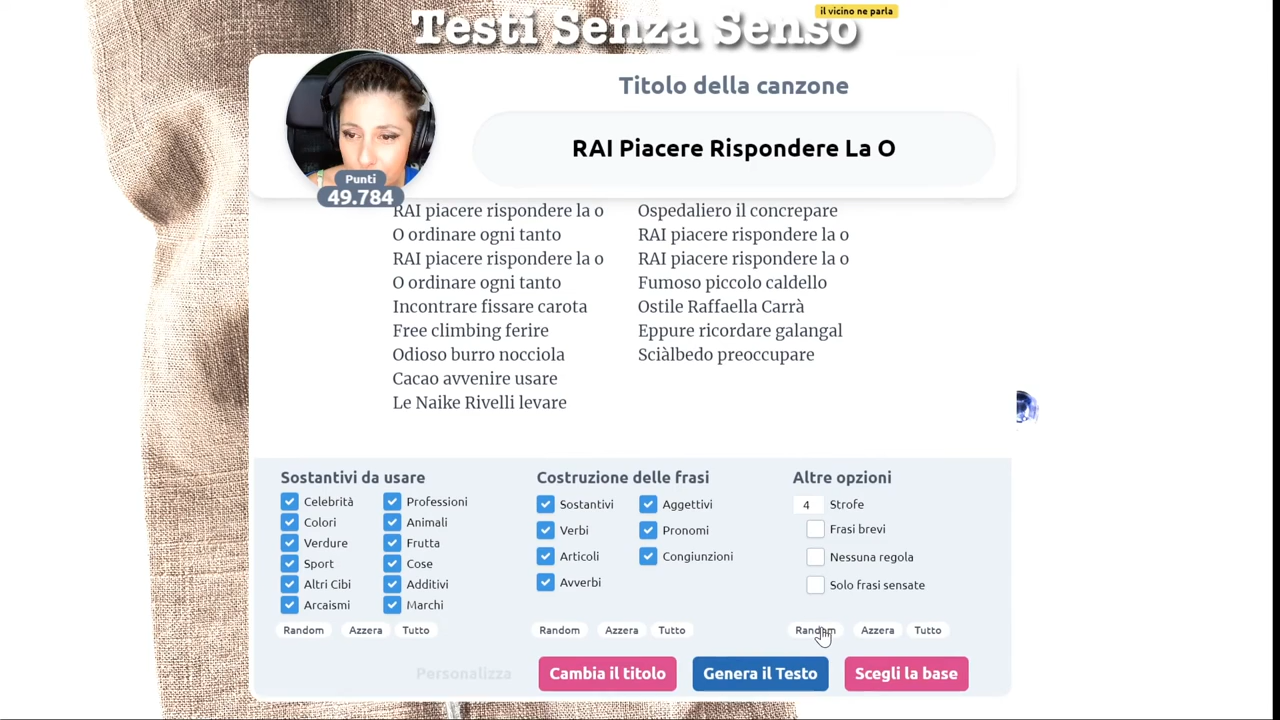 il vicino ne parla
Testi Senza Senso
Titolo della canzone
RAI Piacere Rispondere La O
Punti
49.784
RAI piacere rispondere la o
O ordinare ogni tanto
RAI piacere rispondere la o
O ordinare ogni tanto
Incontrare fissare carota
Free climbing ferire
Odioso burro nocciola
Cacao avvenire usare
Le Naike Rivelli levare
Ospedaliero il concrepare
RAI piacere rispondere la o
RAI piacere rispondere la o
Fumoso piccolo caldello
Ostile Raffaella Carrà
Eppure ricordare galangal
Sciàlbedo preoccupare
Sostantivi da usare
Celebrità
Professioni
Colori
Animali
Verdure
Frutta
Sport
Cose
Altri Cibi
Additivi
Arcaismi
Marchi
Random
Azzera
Tutto
Costruzione delle frasi
Sostantivi
Aggettivi
Verbi
Pronomi
Articoli
Congiunzioni
Avverbi
Random
Azzera
Tutto
Altre opzioni
4 Strofe
Frasi brevi
Nessuna regola
Solo frasi sensate
Random
Azzera
Tutto
Personalizza
Cambia il titolo
Genera il Testo
Scegli la base